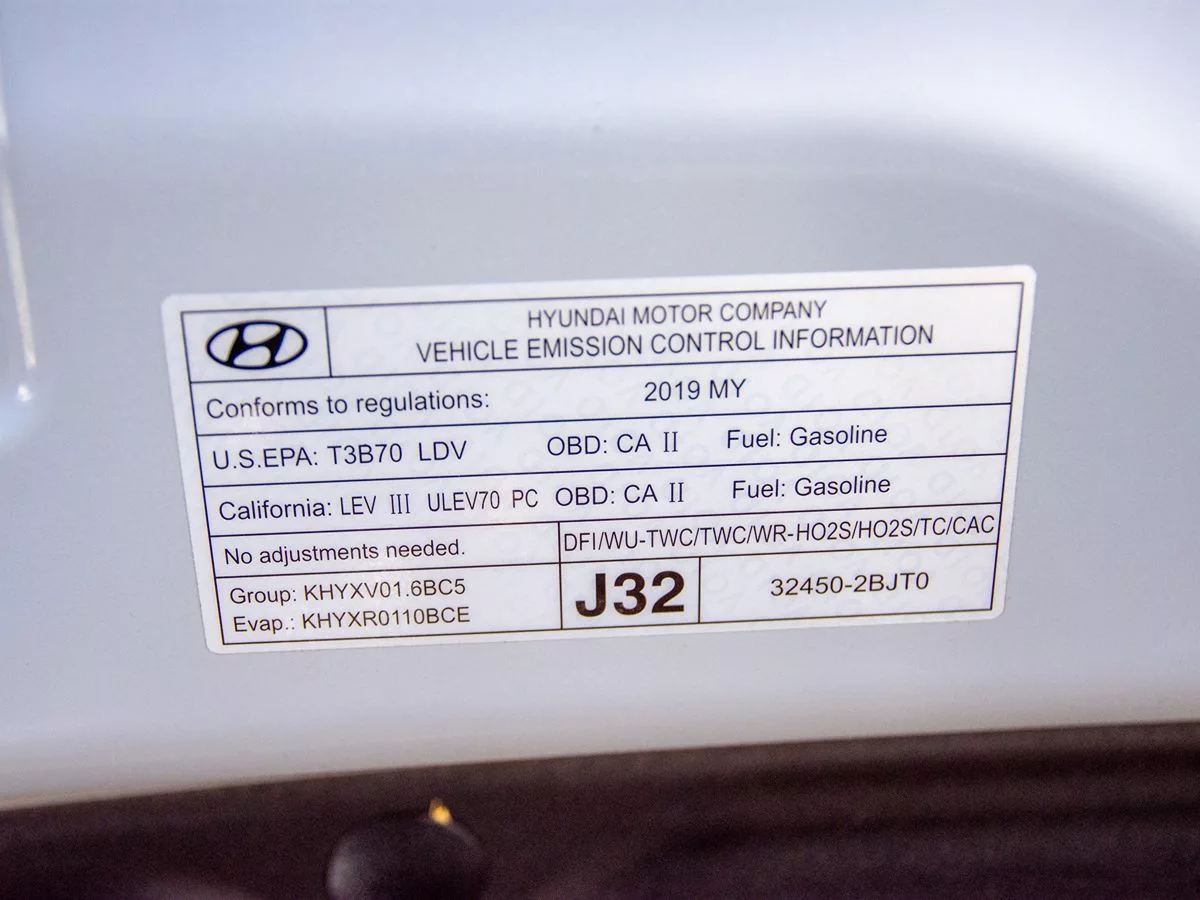 HYUNDAI MOTOR COMPANY
VEHICLE EMISSION CONTROL INFORMATION
Conforms to regulations: 2019 MY
U.S.EPA: T3B70 LDV OBD: CA II Fuel: Gasoline
California: LEV III ULEV70 PC OBD: CA II Fuel: Gasoline
No adjustments needed. DFI/WU-TWC/TWC/WR-HO2S/HO2S/TC/CAC
Group: KHYXV01.6BC5
Evap.: KHYXR0110BCE
J32 32450-2BJT0